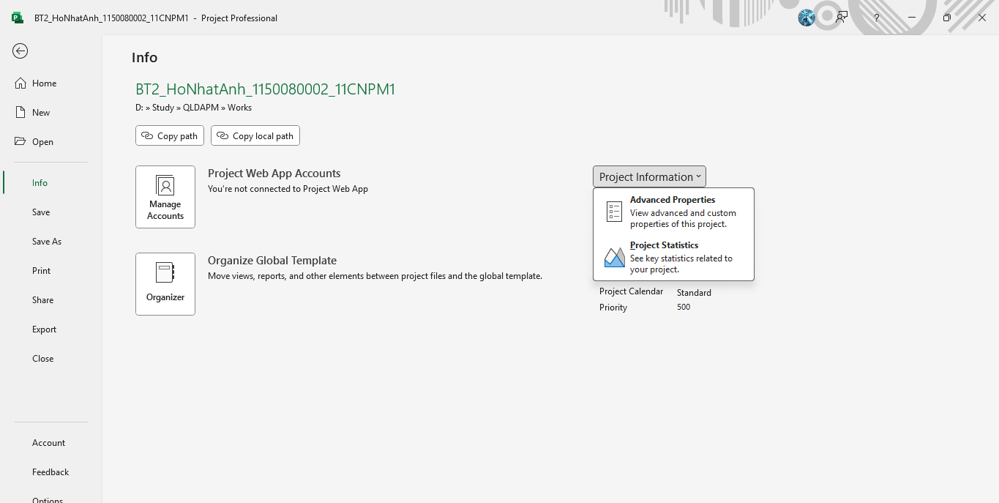 BT2_HoNhatAnh_1150080002_11CNPM1 - Project Professional
?
Home
New
Open
Info
Save
Save As
Print
Share
Export
Close
Account
Feedback
Options
Info
BT2_HoNhatAnh_1150080002_11CNPM1
D: » Study » QLDAPM » Works
Copy path
Copy local path
Manage
Accounts
Project Web App Accounts
You're not connected to Project Web App
Organizer
Organize Global Template
Move views, reports, and other elements between project files and the global template.
Project Information
Advanced Properties
View advanced and custom
properties of this project.
Project Statistics
See key statistics related to
your project.
Project Calendar Standard
Priority 500